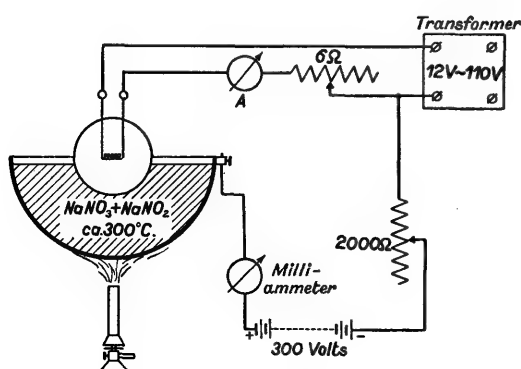 Transformer
6Ω
12V~110V
A
NaNO₃+NaNO₂
ca.300°C.
2000Ω
Milli-
ammeter
+
-
300 Volts